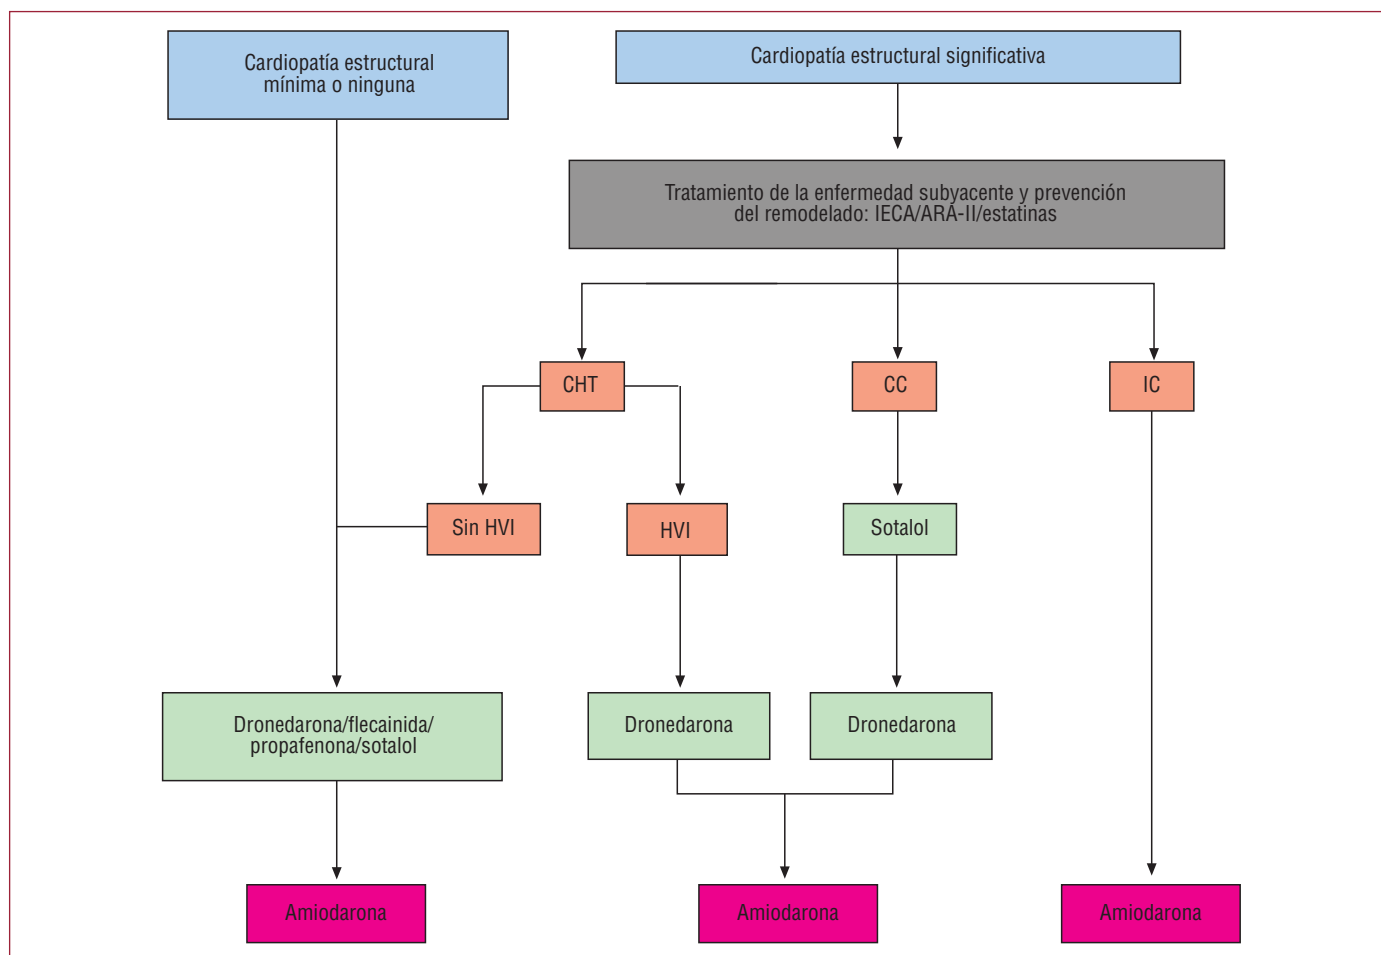 Cardiopatía estructural
mínima o ninguna
Cardiopatía estructural significativa
Tratamiento de la enfermedad subyacente y prevención
del remodelado: IECA/ARA-II/estatinas
CHT
CC
IC
Sin HVI
HVI
Sotalol
Dronedarona/flecainida/
propafenona/sotalol
Dronedarona
Dronedarona
Amiodarona
Amiodarona
Amiodarona